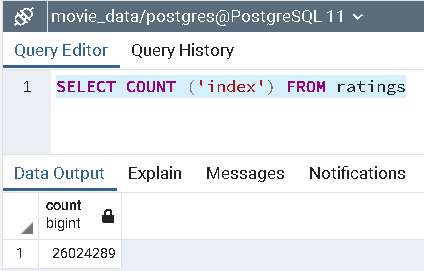 movie_data/postgres@PostgreSQL 11
Query Editor Query History
1 SELECT COUNT ('index') FROM ratings
Data Output Explain Messages Notifications
count
bigint
1 26024289